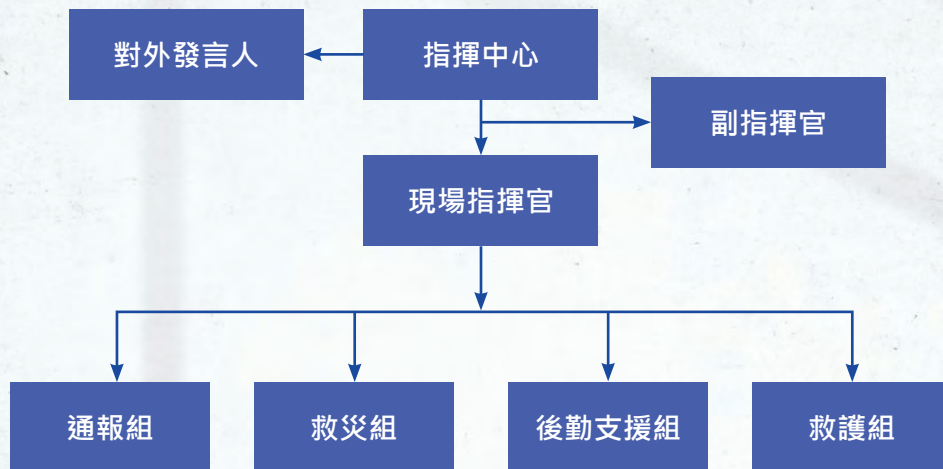 對外發言人
指揮中心
副指揮官
現場指揮官
通報組
救災組
後勤支援組
救護組